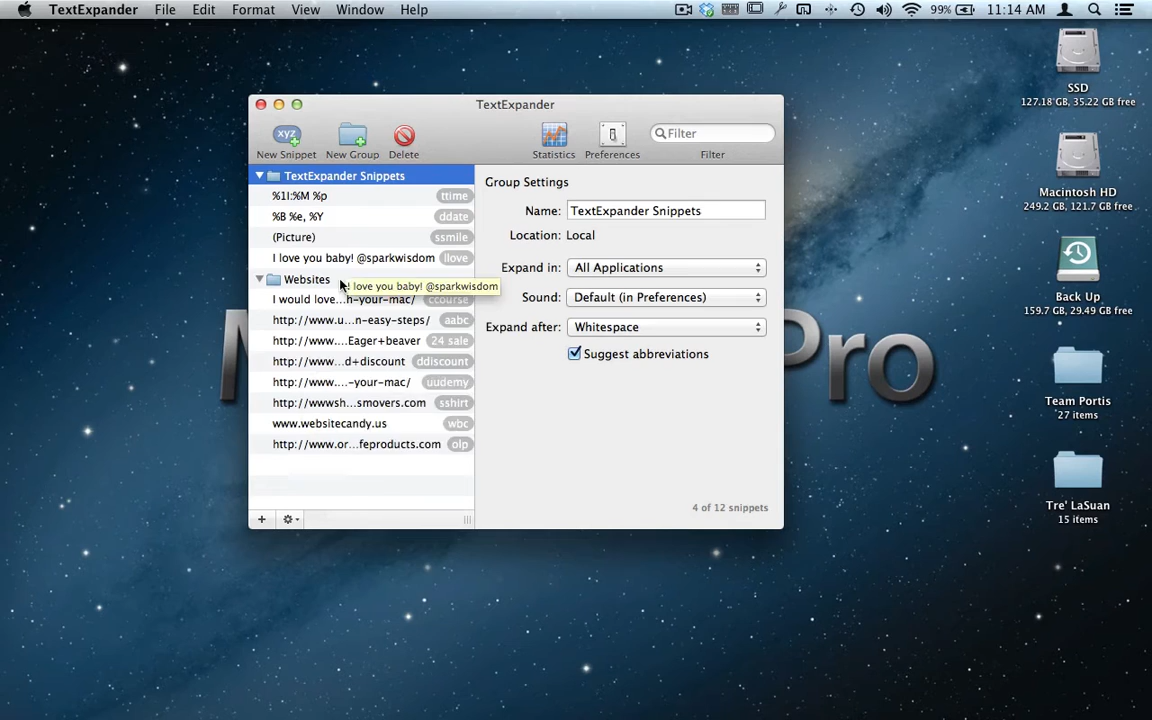 TextExpander File Edit Format View Window Help 99% 11:14 AM
SSD
127.18 GB, 35.22 GB free
Macintosh HD
249.2 GB, 121.7 GB free
Back Up
159.7 GB, 29.49 GB free
Team Portis
27 items
Tre' LaSuan
15 items
TextExpander
xyz
New Snippet New Group Delete Statistics Preferences Filter
Filter
TextExpander Snippets
%1I:%M %p ttime
%B %e, %Y ddate
(Picture) ssmile
I love you baby! @sparkwisdom ilove
Websites
I love you baby! @sparkwisdom
I would love...h-your-mac/ ccourse
http://www.u...n-easy-steps/ aabc
http://www....Eager+beaver 24 sale
http://www....d+discount ddiscount
http://www....-your-mac/ uudemy
http://wwwsh...smovers.com sshirt
www.websitecandy.us wbc
http://www.or...feproducts.com olp
Group Settings
Name: TextExpander Snippets
Location: Local
Expand in: All Applications
Sound: Default (in Preferences)
Expand after: Whitespace
Suggest abbreviations
4 of 12 snippets
M Pro